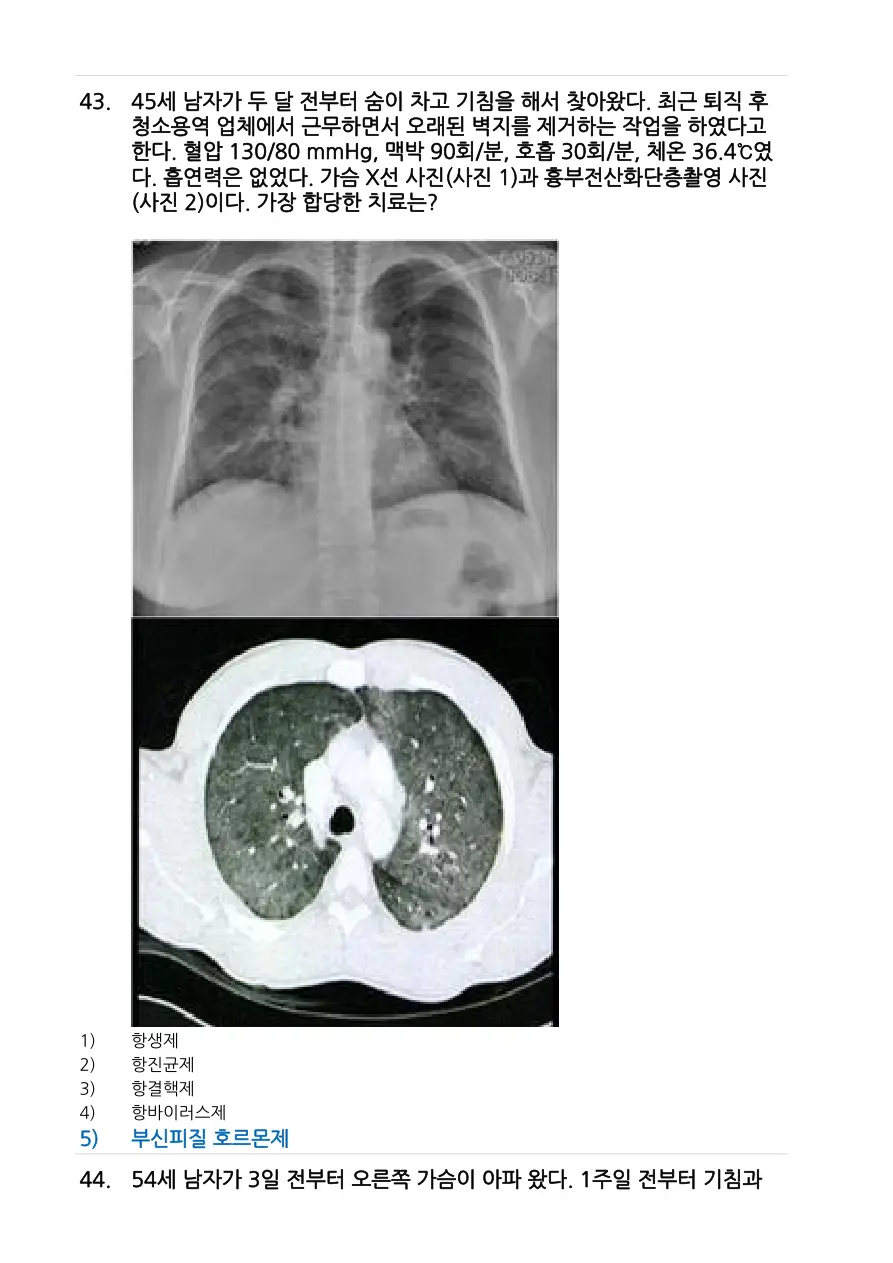 43. 45세 남자가 두 달 전부터 숨이 차고 기침을 해서 찾아왔다. 최근 퇴직 후
청소용역 업체에서 근무하면서 오래된 벽지를 제거하는 작업을 하였다고
한다. 혈압 130/80 mmHg, 맥박 90회/분, 호흡 30회/분, 체온 36.4℃였
다. 흡연력은 없었다. 가슴 X선 사진(사진 1)과 흉부전산화단층촬영 사진
(사진 2)이다. 가장 합당한 치료는?
1) 항생제
2) 항진균제
3) 항결핵제
4) 항바이러스제
5) 부신피질 호르몬제
44. 54세 남자가 3일 전부터 오른쪽 가슴이 아파 왔다. 1주일 전부터 기침과